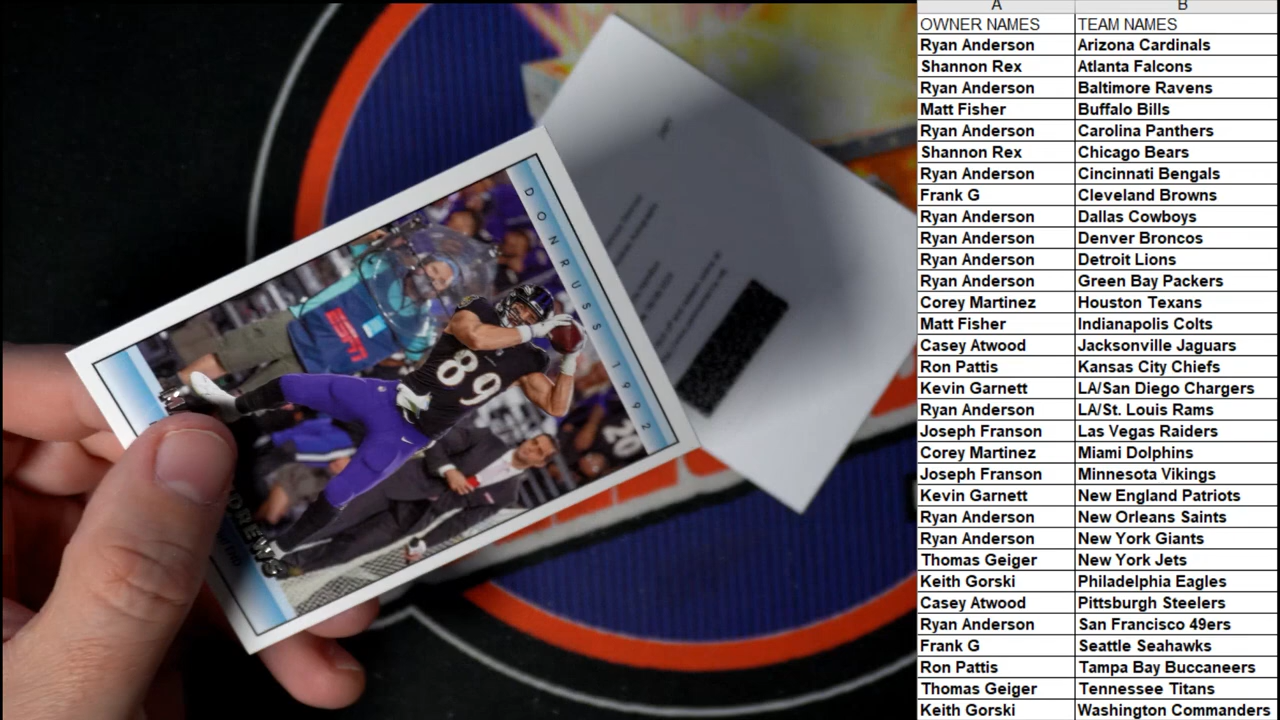 DONRUSS 1992
ESPN
89
20
DREWS
A B
OWNER NAMES TEAM NAMES
Ryan Anderson Arizona Cardinals
Shannon Rex Atlanta Falcons
Ryan Anderson Baltimore Ravens
Matt Fisher Buffalo Bills
Ryan Anderson Carolina Panthers
Shannon Rex Chicago Bears
Ryan Anderson Cincinnati Bengals
Frank G Cleveland Browns
Ryan Anderson Dallas Cowboys
Ryan Anderson Denver Broncos
Ryan Anderson Detroit Lions
Ryan Anderson Green Bay Packers
Corey Martinez Houston Texans
Matt Fisher Indianapolis Colts
Casey Atwood Jacksonville Jaguars
Ron Pattis Kansas City Chiefs
Kevin Garnett LA/San Diego Chargers
Ryan Anderson LA/St. Louis Rams
Joseph Franson Las Vegas Raiders
Corey Martinez Miami Dolphins
Joseph Franson Minnesota Vikings
Kevin Garnett New England Patriots
Ryan Anderson New Orleans Saints
Ryan Anderson New York Giants
Thomas Geiger New York Jets
Keith Gorski Philadelphia Eagles
Casey Atwood Pittsburgh Steelers
Ryan Anderson San Francisco 49ers
Frank G Seattle Seahawks
Ron Pattis Tampa Bay Buccaneers
Thomas Geiger Tennessee Titans
Keith Gorski Washington Commanders